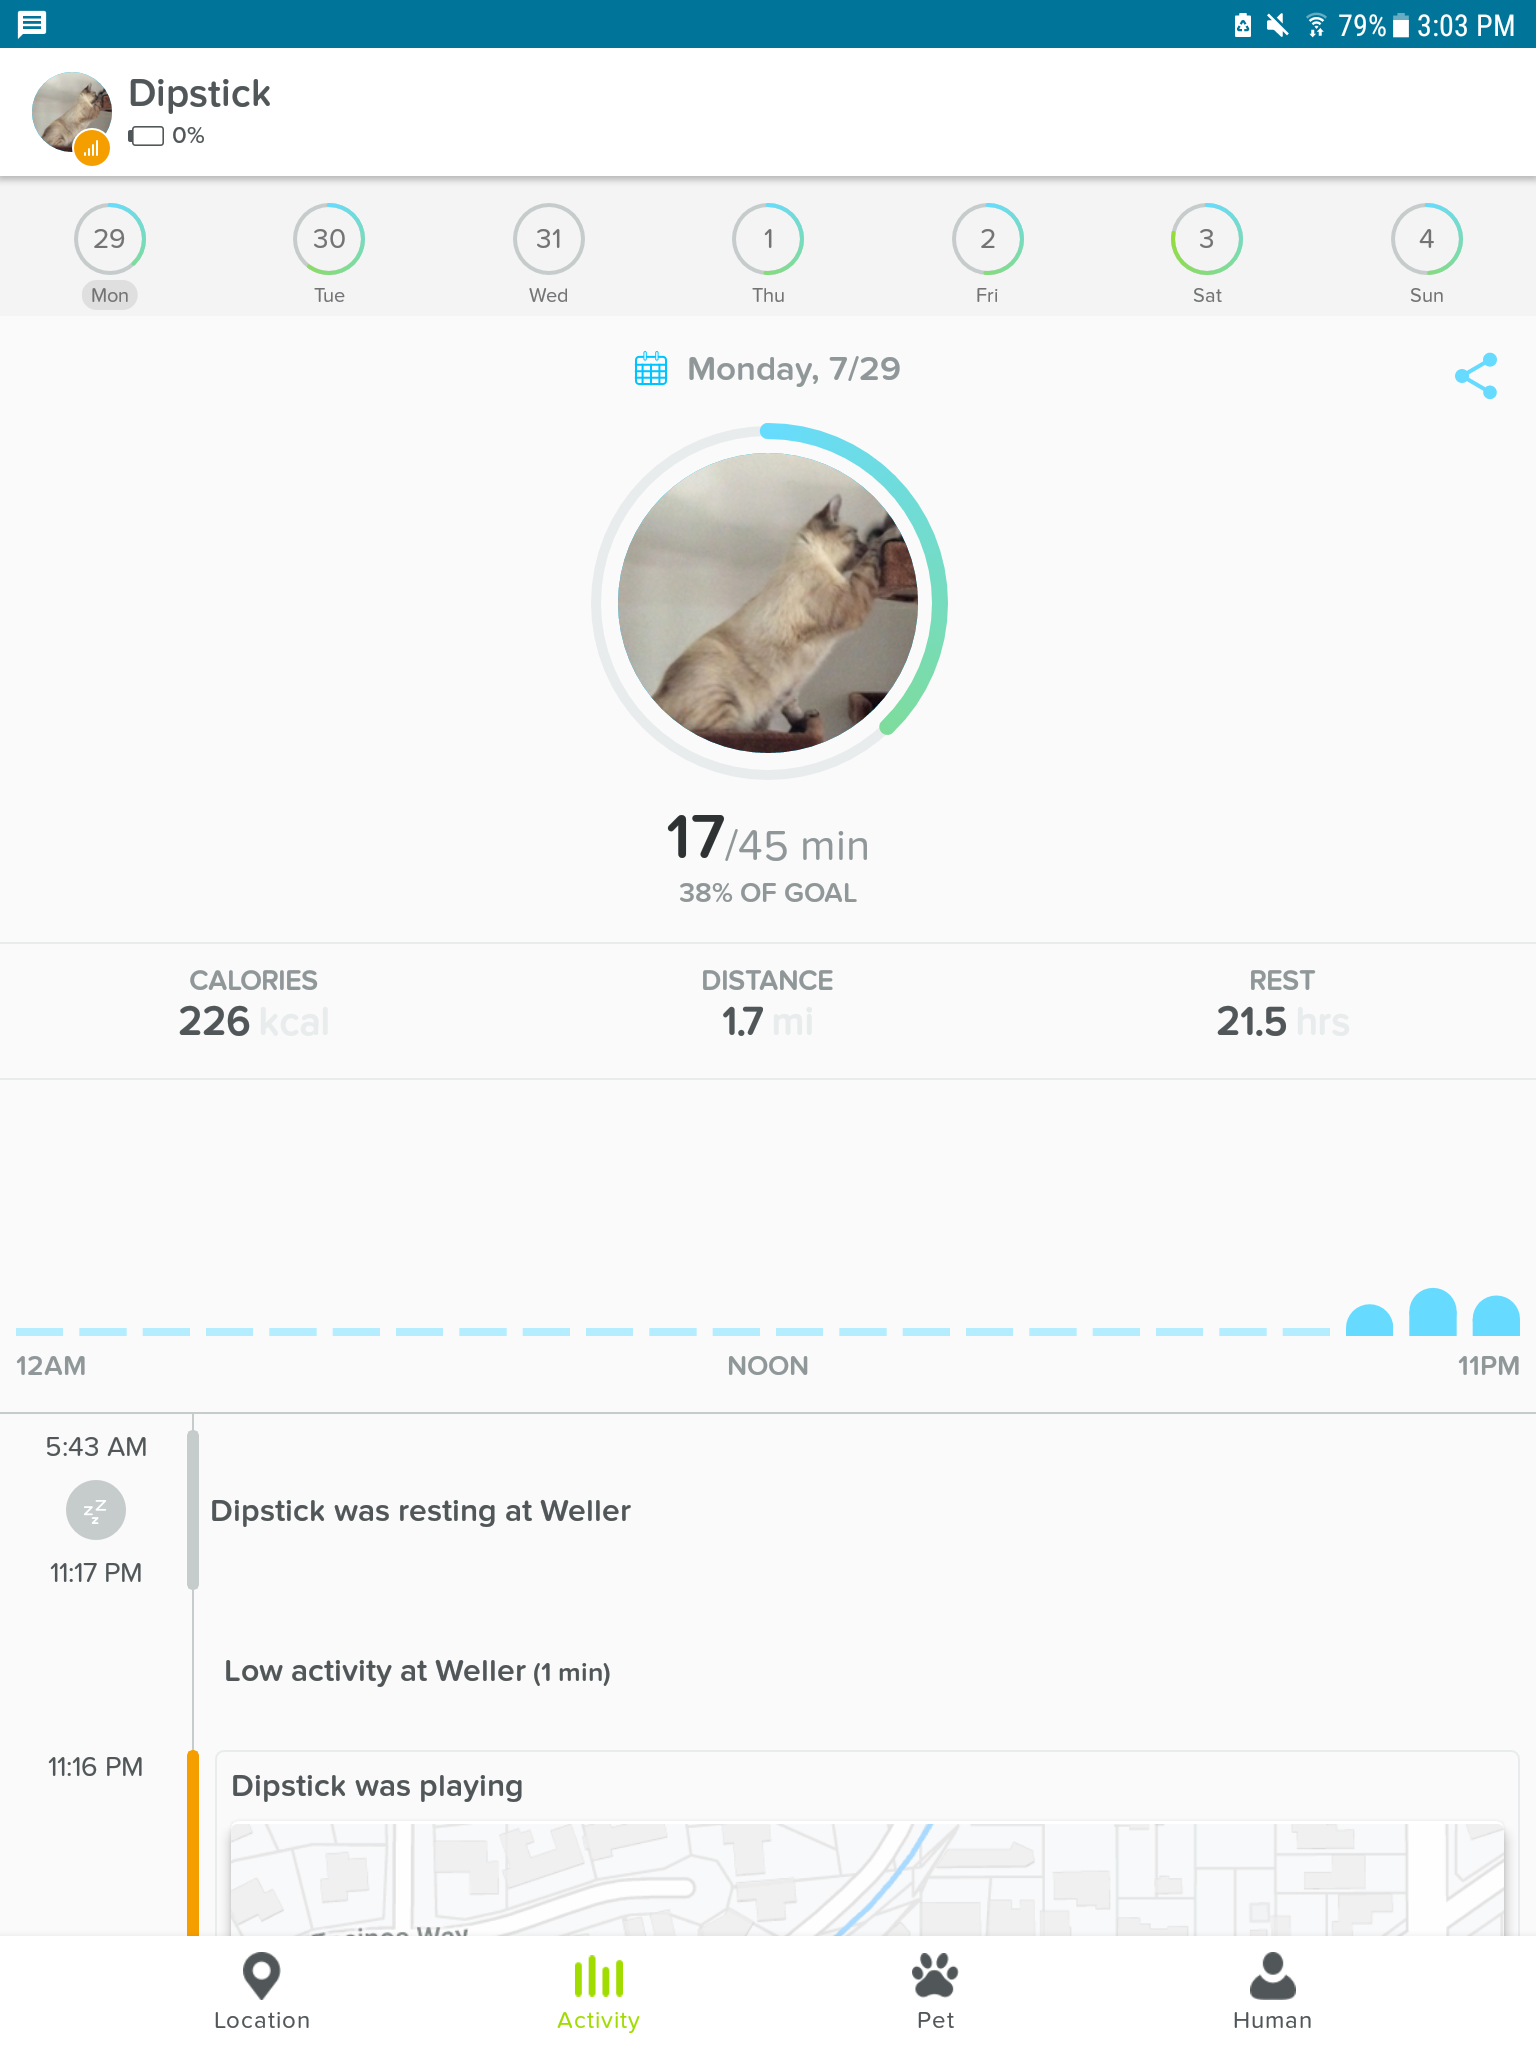 79% 3:03 PM
Dipstick
0%
29 30 31 1 2 3 4
Mon Tue Wed Thu Fri Sat Sun
Monday, 7/29
17/45 min
38% OF GOAL
CALORIES DISTANCE REST
226 kcal 1.7 mi 21.5 hrs
12AM NOON 11PM
5:43 AM
zzz
Dipstick was resting at Weller
11:17 PM
Low activity at Weller (1 min)
11:16 PM
Dipstick was playing
Way
Location Activity Pet Human